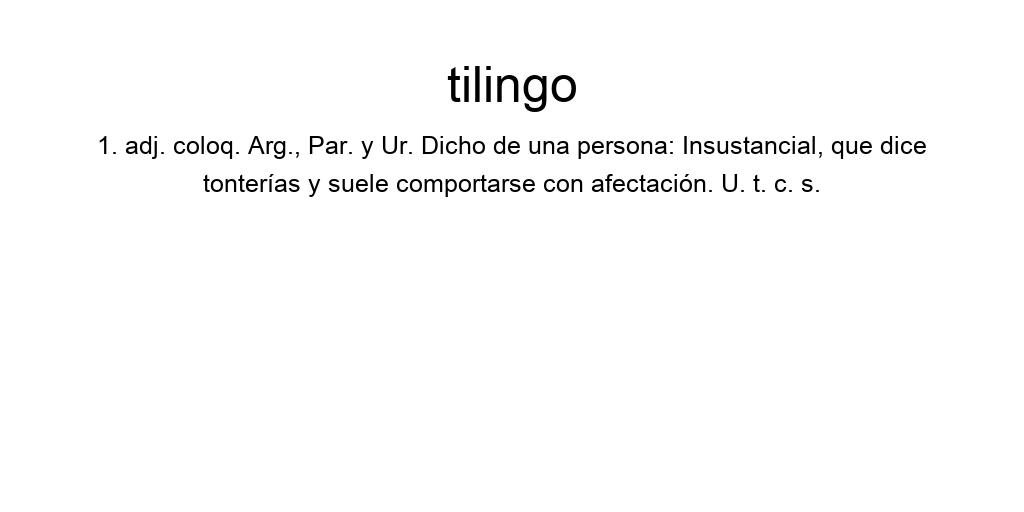 tilingo
1. adj. coloq. Arg., Par. y Ur. Dicho de una persona: Insustancial, que dice
tonterías y suele comportarse con afectación. U. t. c. s.